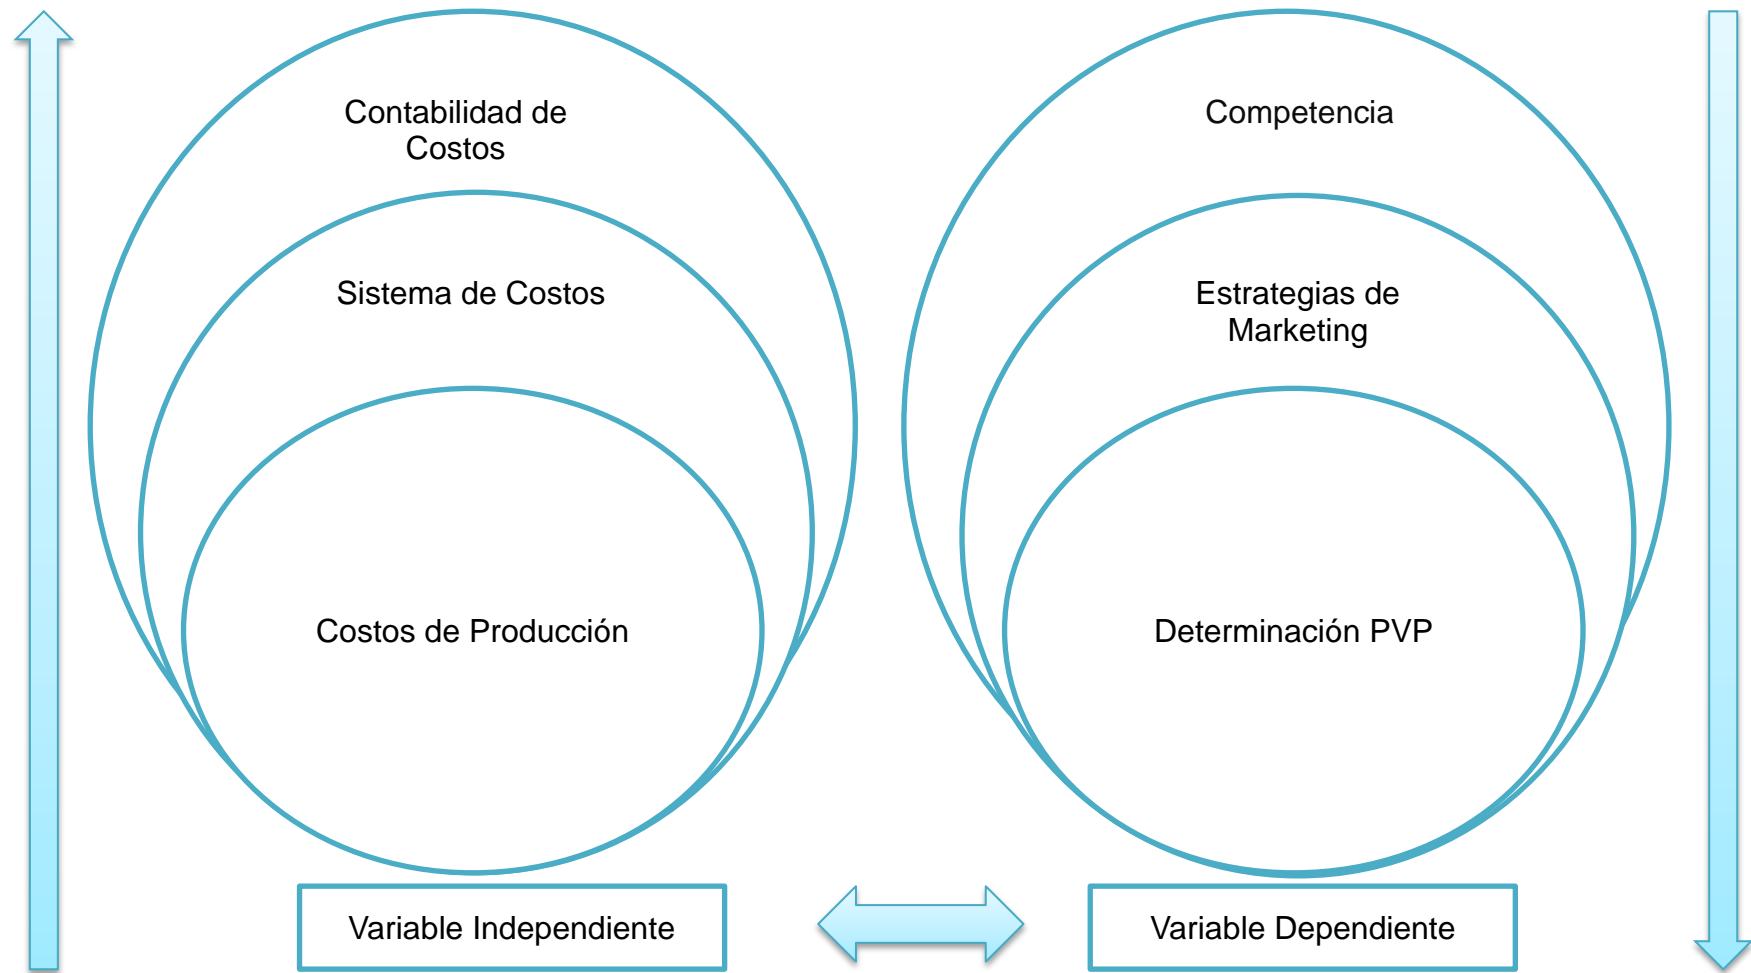 Contabilidad de
Costos
Sistema de Costos
Costos de Producción
Variable Independiente
Competencia
Estrategias de
Marketing
Determinación PVP
Variable Dependiente